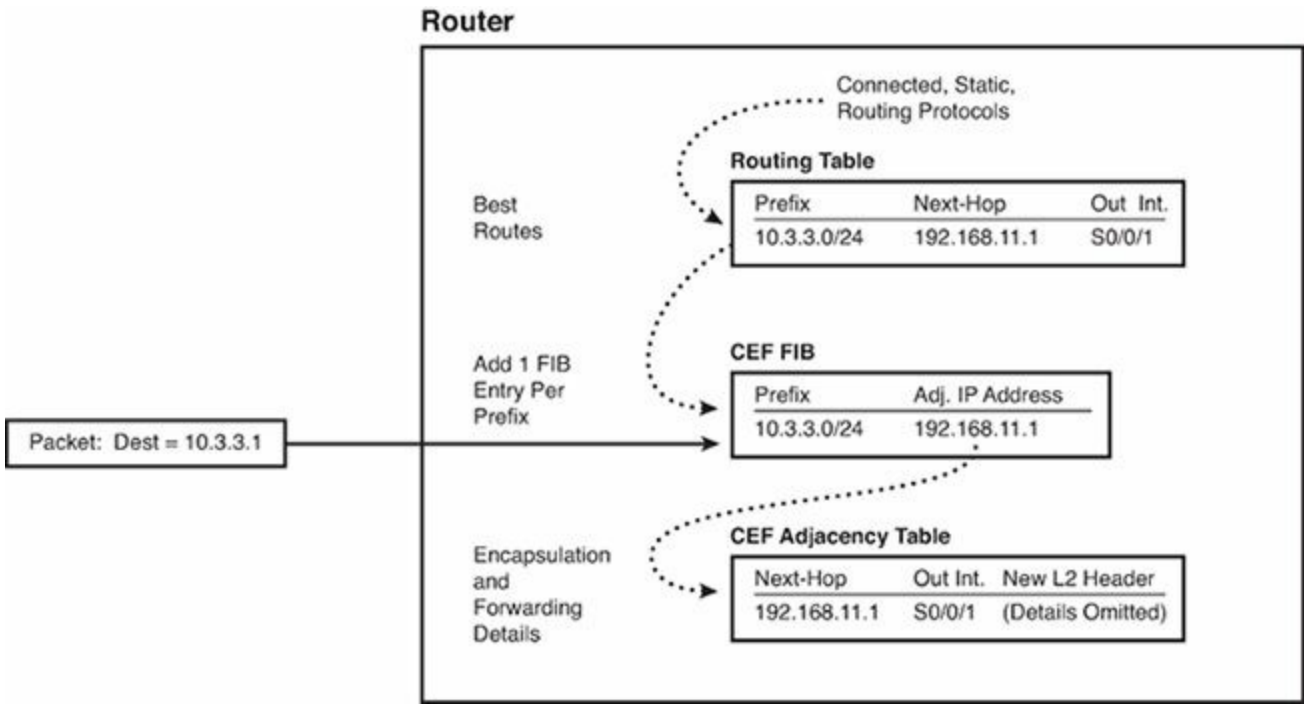 Router
Connected, Static,
Routing Protocols
Routing Table
Best
Routes
Prefix Next-Hop Out Int.
10.3.3.0/24 192.168.11.1 S0/0/1
CEF FIB
Add 1 FIB
Entry Per
Prefix
Prefix Adj. IP Address
10.3.3.0/24 192.168.11.1
Packet: Dest = 10.3.3.1
CEF Adjacency Table
Encapsulation
and
Forwarding
Details
Next-Hop Out Int. New L2 Header
192.168.11.1 S0/0/1 (Details Omitted)